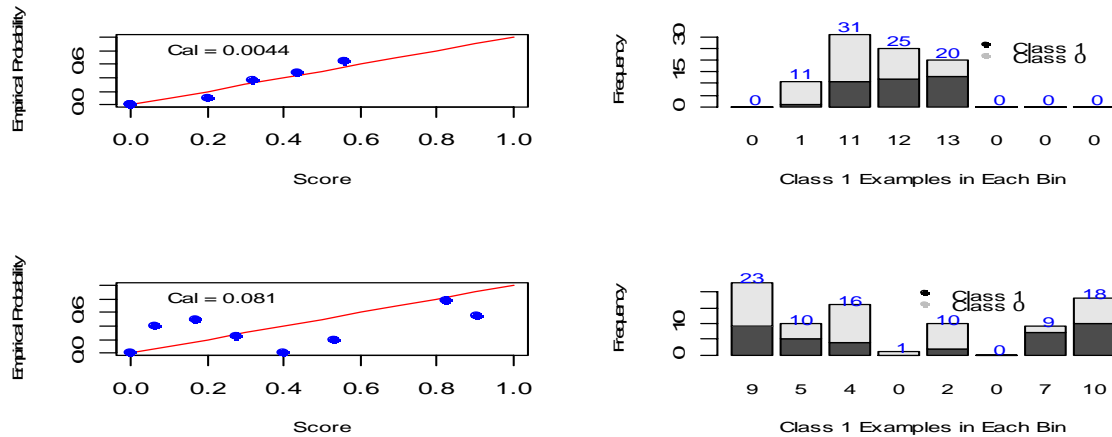 Empirical Probability
0.0 0.6
Cal = 0.0044
0.0 0.2 0.4 0.6 0.8 1.0
Score
Frequency
0 15 30
0 11 31 25 20 0 0 0
Class 1
Class 0
0 1 11 12 13 0 0 0
Class 1 Examples in Each Bin
Empirical Probability
0.0 0.6
Cal = 0.081
0.0 0.2 0.4 0.6 0.8 1.0
Score
Frequency
0 10
23 10 16 1 10 0 9 18
Class 1
Class 0
9 5 4 0 2 0 7 10
Class 1 Examples in Each Bin